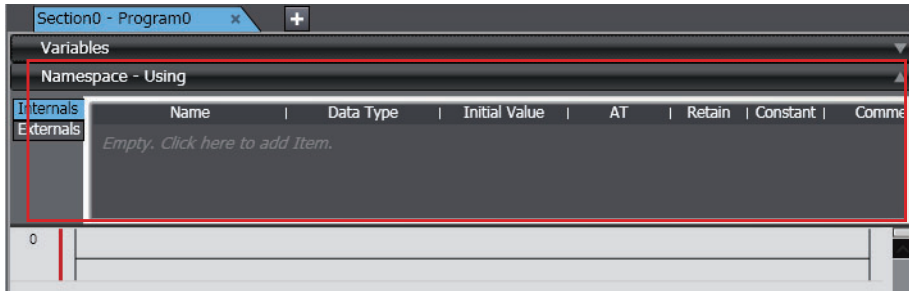 Section0 - Program0 × +
Variables
Namespace - Using
Internals Name Data Type Initial Value AT Retain Constant Comme
Externals
Empty. Click here to add Item.
0